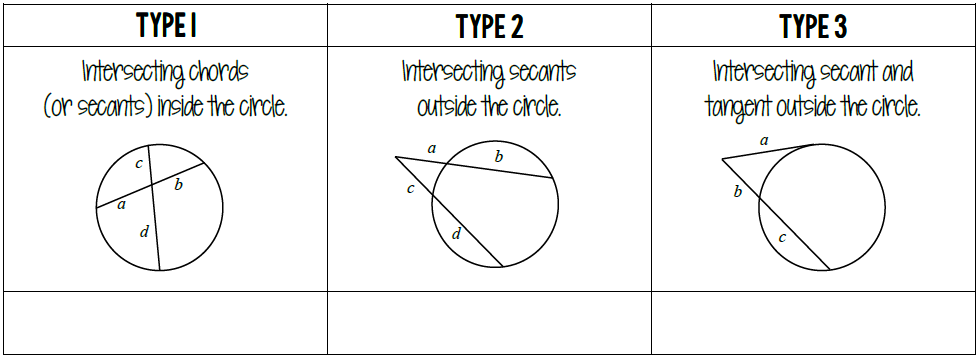 TYPE 1
TYPE 2
TYPE 3
Intersecting chords
(or secants) inside the circle.
Intersecting secants
outside the circle.
Intersecting secant and
tangent outside the circle.
c
b
a
d
a
b
c
d
a
b
c